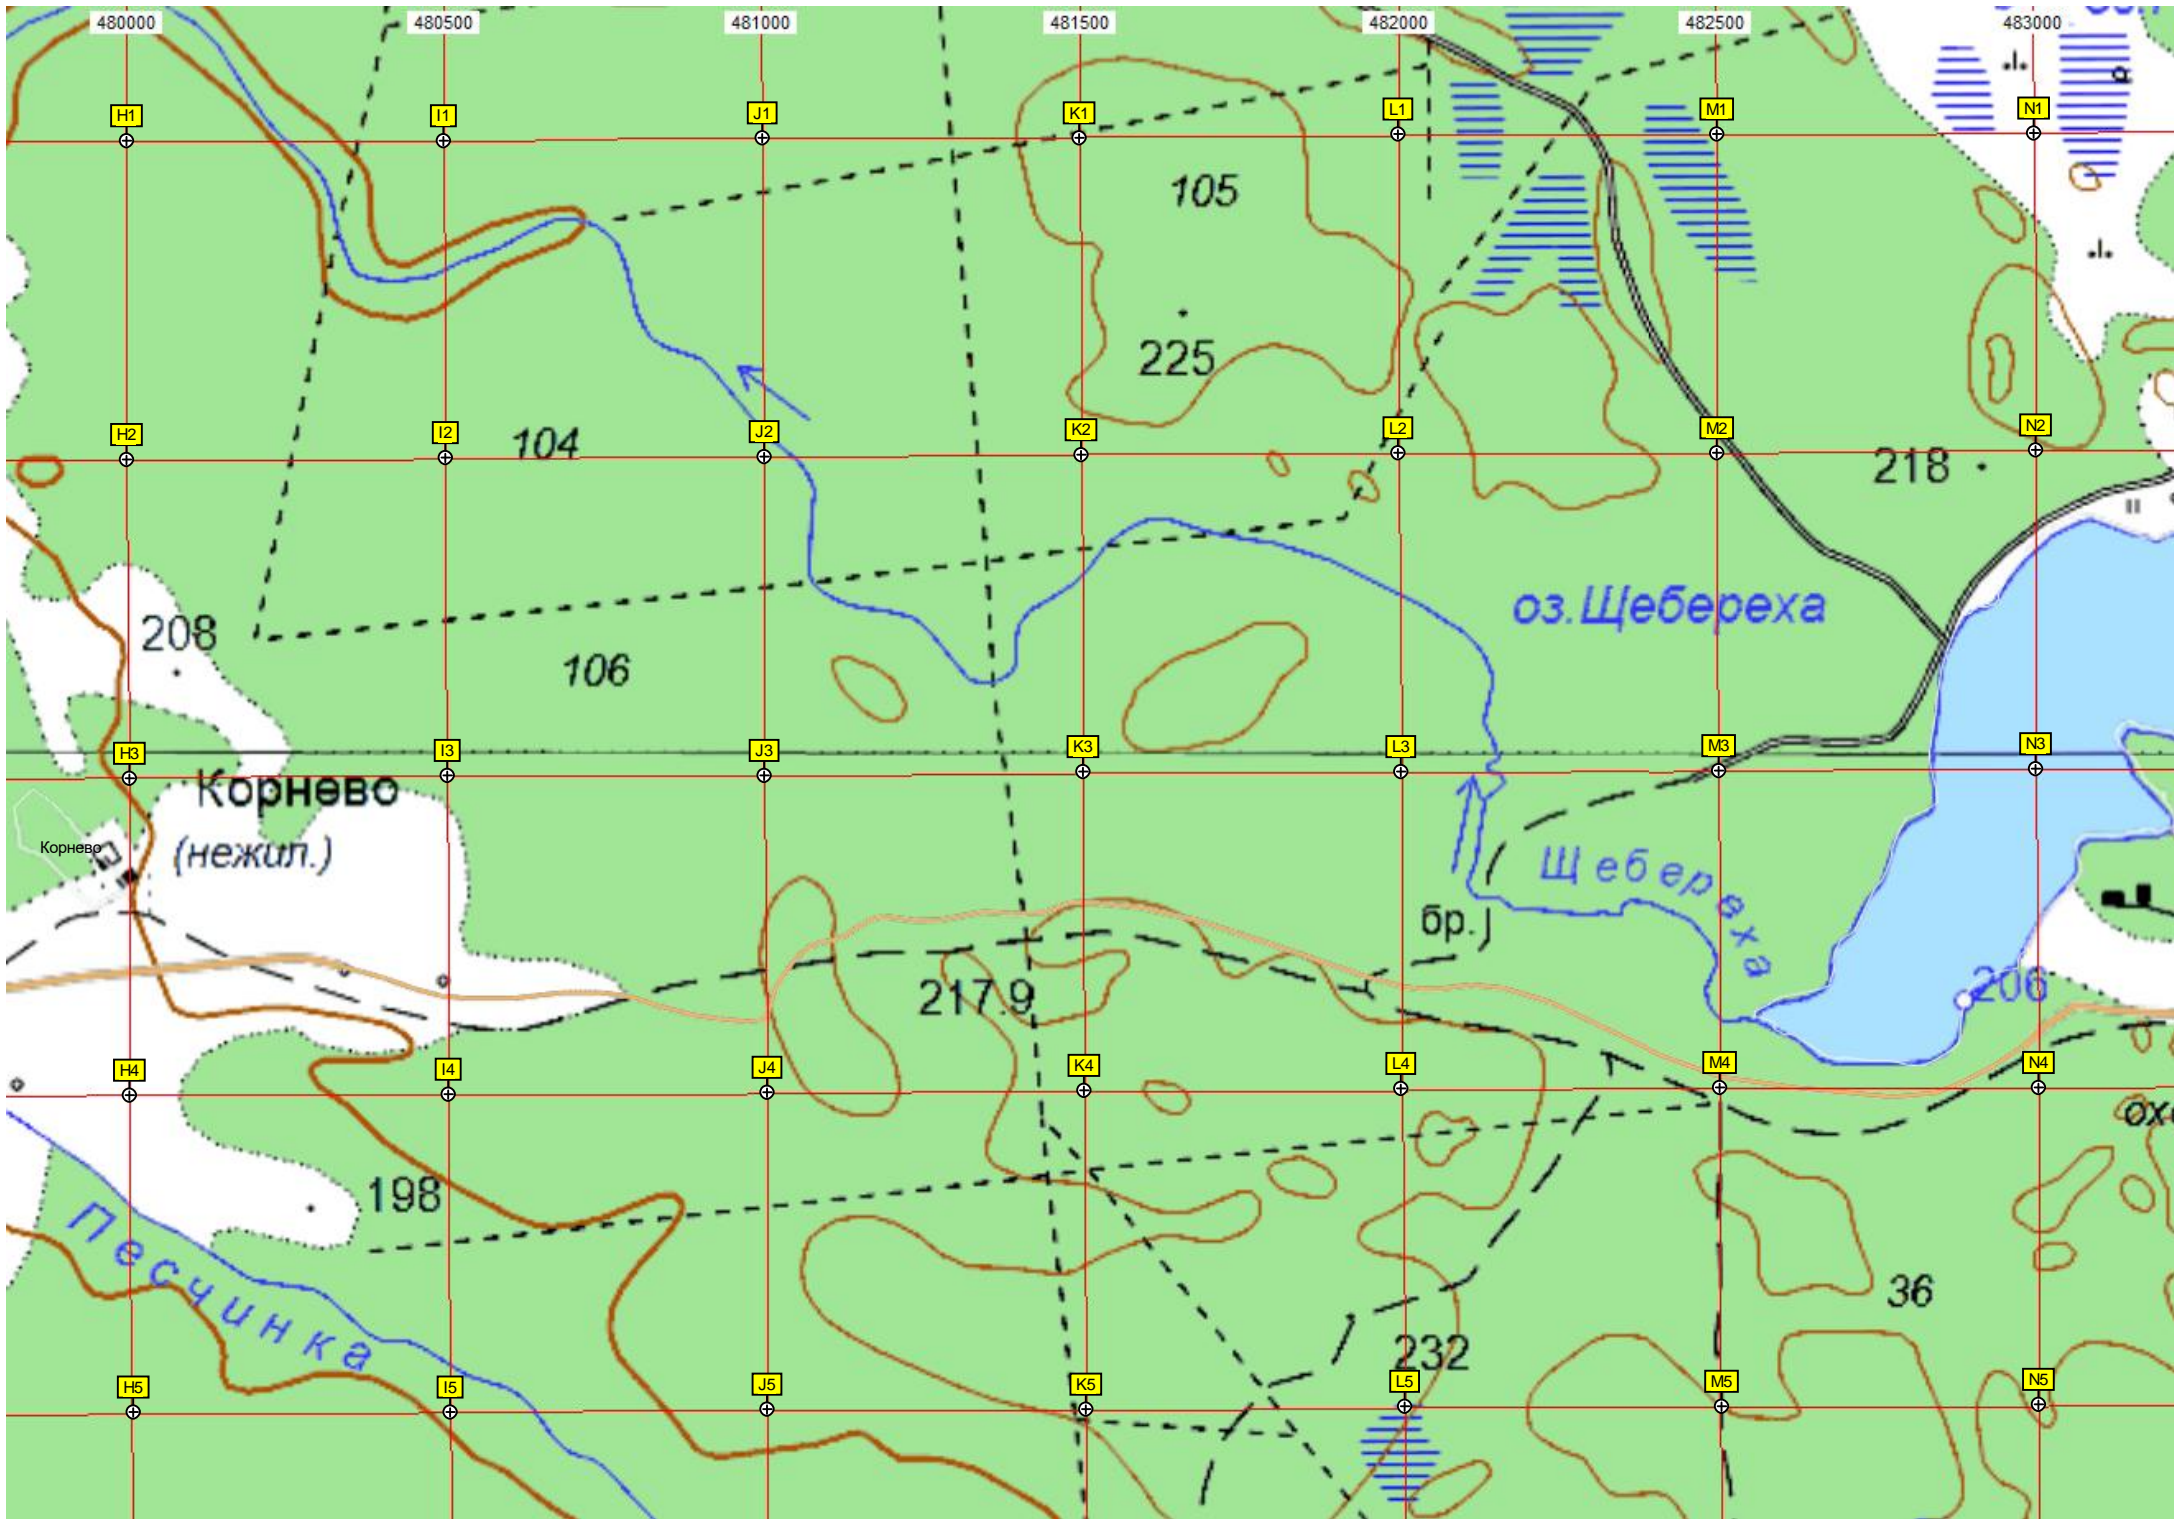 480000 480500 481000 481500 482000 482500 483000
H1 I1 J1 K1 L1 M1 N1
105
225
H2 I2 J2 K2 L2 M2 N2
104
218
208
оз.Щебереха
106
H3 I3 J3 K3 L3 M3 N3
Корнево
(нежил.)
Корнево
Щебереха
бр.
217.9
206
H4 I4 J4 K4 L4 M4 N4
198
Песчинка
36
232
H5 I5 J5 K5 L5 M5 N5